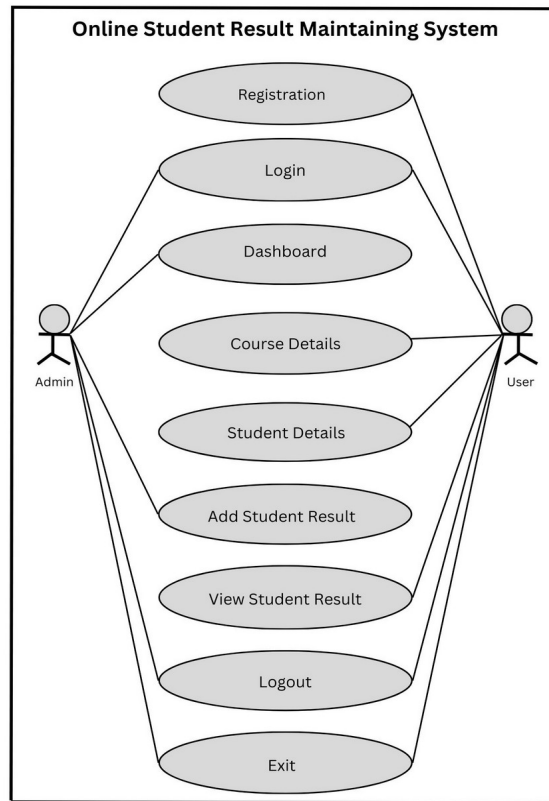 Online Student Result Maintaining System
Registration
Login
Dashboard
Course Details
Admin
User
Student Details
Add Student Result
View Student Result
Logout
Exit